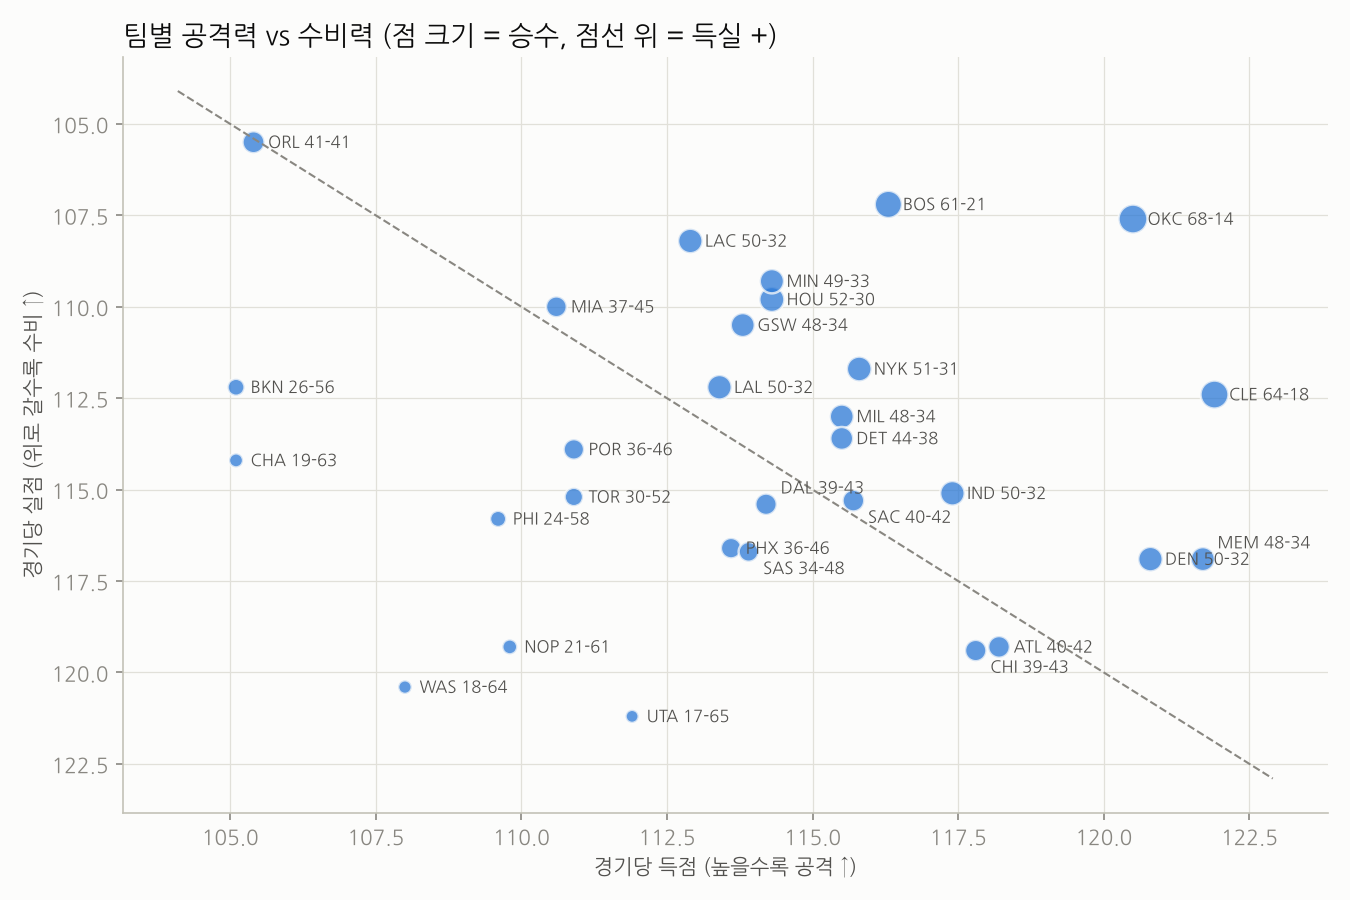 팀별 공격력 vs 수비력 (점 크기 = 승수, 점선 위 = 득실 +)
경기당 실점 (위로 갈수록 수비 ↑)
105.0
107.5
110.0
112.5
115.0
117.5
120.0
122.5
ORL 41-41
BOS 61-21
OKC 68-14
LAC 50-32
MIN 49-33
HOU 52-30
MIA 37-45
GSW 48-34
NYK 51-31
BKN 26-56
LAL 50-32
CLE 64-18
MIL 48-34
DET 44-38
POR 36-46
CHA 19-63
DAL 39-43
TOR 30-52
IND 50-32
PHI 24-58
SAC 40-42
MEM 48-34
PHX 36-46
DEN 50-32
SAS 34-48
NOP 21-61
ATL 40-42
CHI 39-43
WAS 18-64
UTA 17-65
105.0
107.5
110.0
112.5
115.0
117.5
120.0
122.5
경기당 득점 (높을수록 공격 ↑)